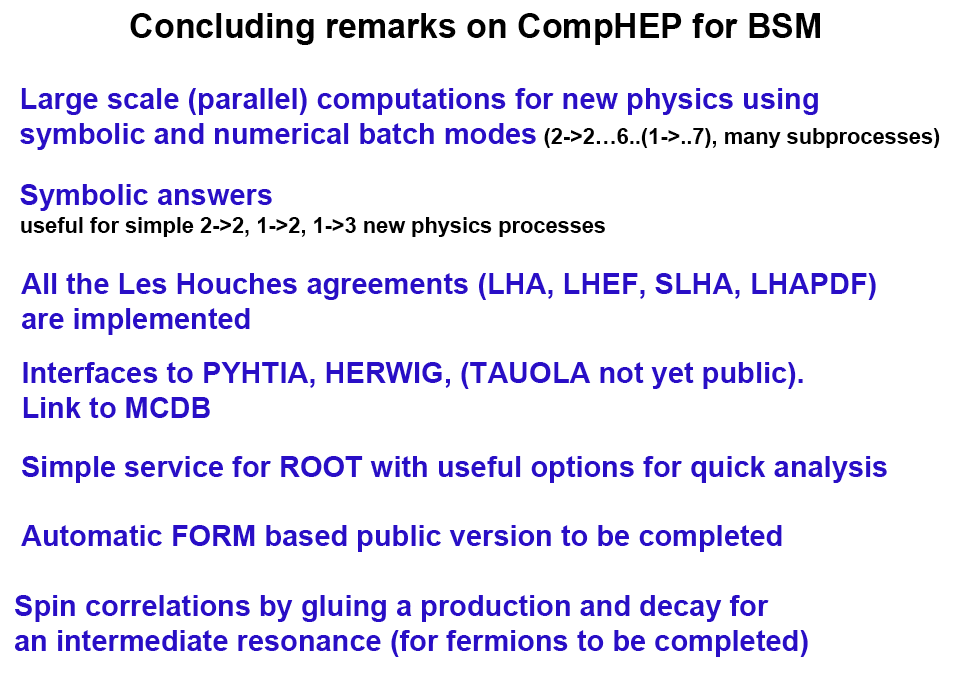 Concluding remarks on CompHEP for BSM
Large scale (parallel) computations for new physics using
symbolic and numerical batch modes (2->2…6..(1->..7), many subprocesses)
Symbolic answers
useful for simple 2->2, 1->2, 1->3 new physics processes
All the Les Houches agreements (LHA, LHEF, SLHA, LHAPDF)
are implemented
Interfaces to PYHTIA, HERWIG, (TAUOLA not yet public).
Link to MCDB
Simple service for ROOT with useful options for quick analysis
Automatic FORM based public version to be completed
Spin correlations by gluing a production and decay for
an intermediate resonance (for fermions to be completed)